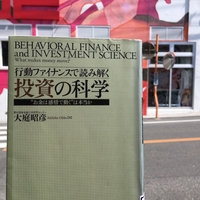 BEHAVIORAL FINANCE
and INVESTMENT SCIENCE
What makes money move?
行動ファイナンスで読み解く
投資の科学
“お金は感情で動く”は本当か
大庭昭彦